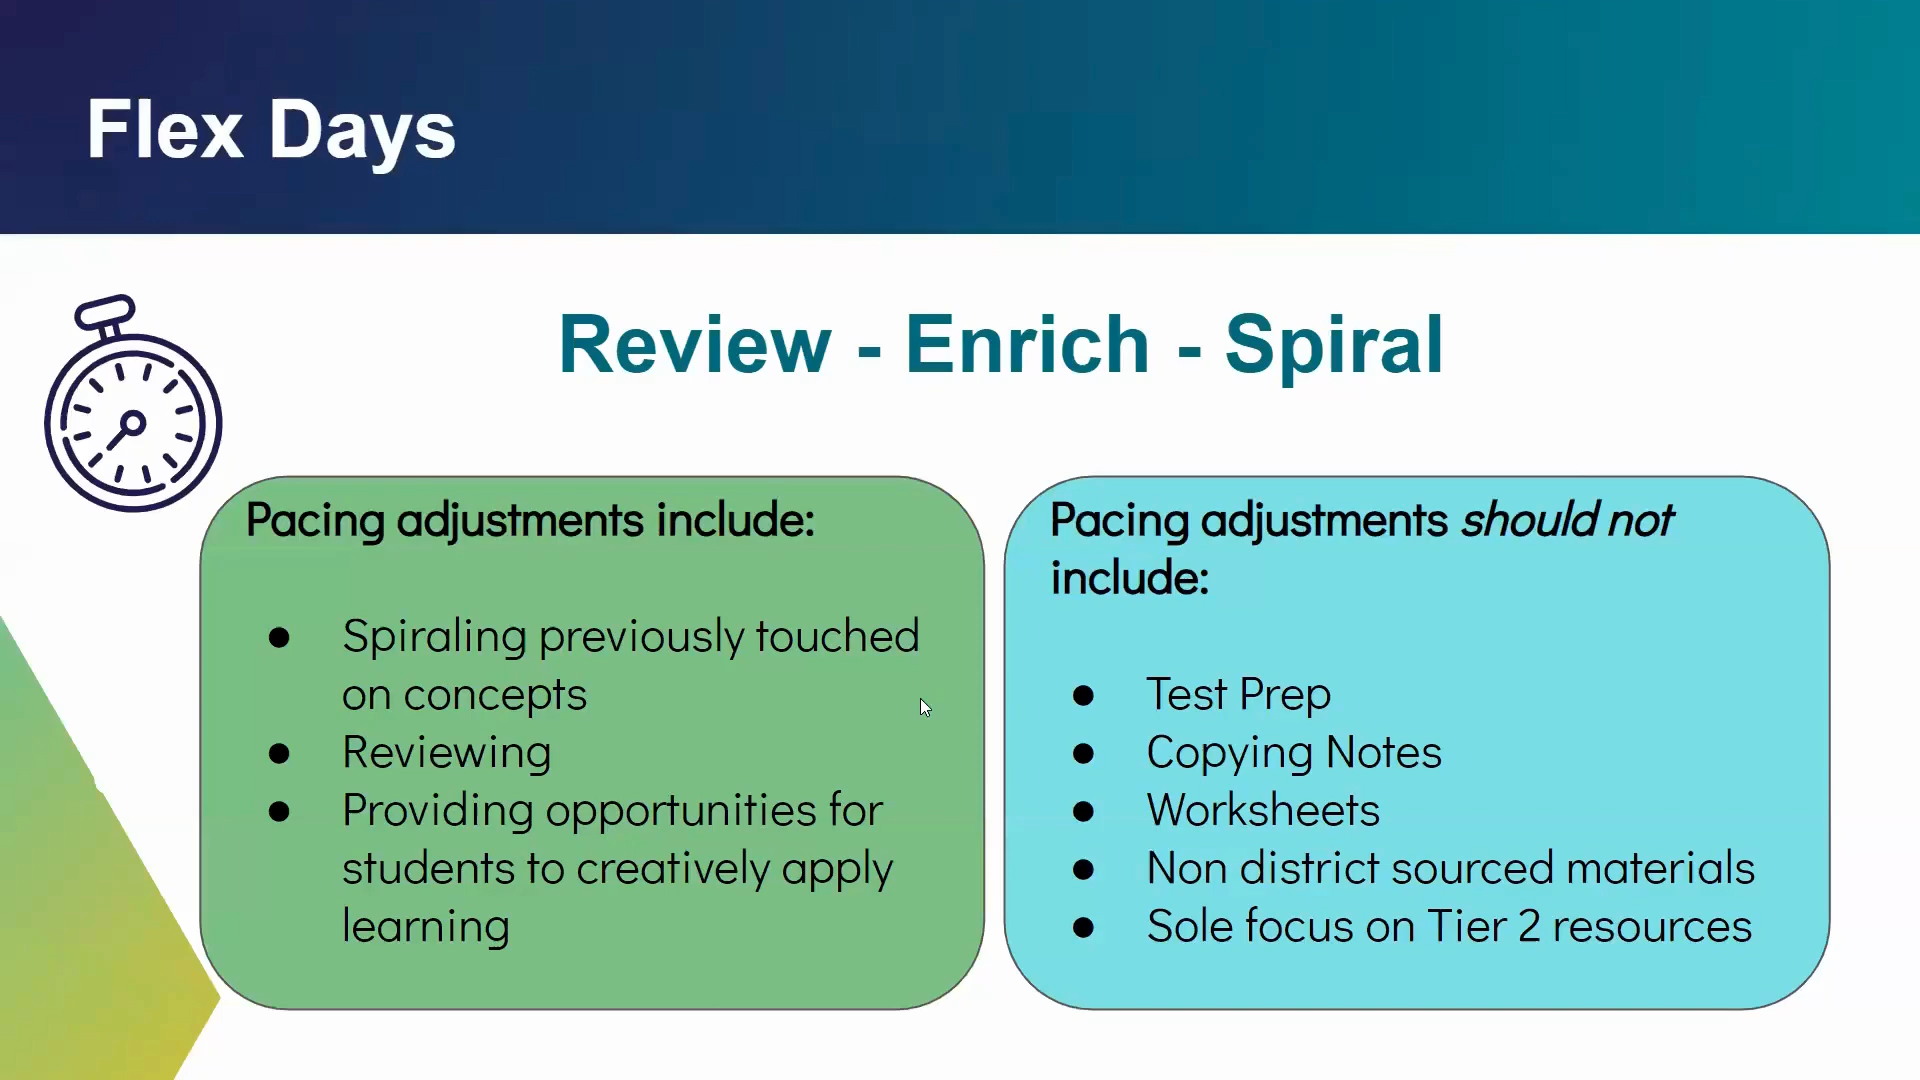 Flex Days
Review - Enrich - Spiral
Pacing adjustments include:
● Spiraling previously touched
on concepts
● Reviewing
● Providing opportunities for
students to creatively apply
learning
Pacing adjustments should not
include:
● Test Prep
● Copying Notes
● Worksheets
● Non district sourced materials
● Sole focus on Tier 2 resources